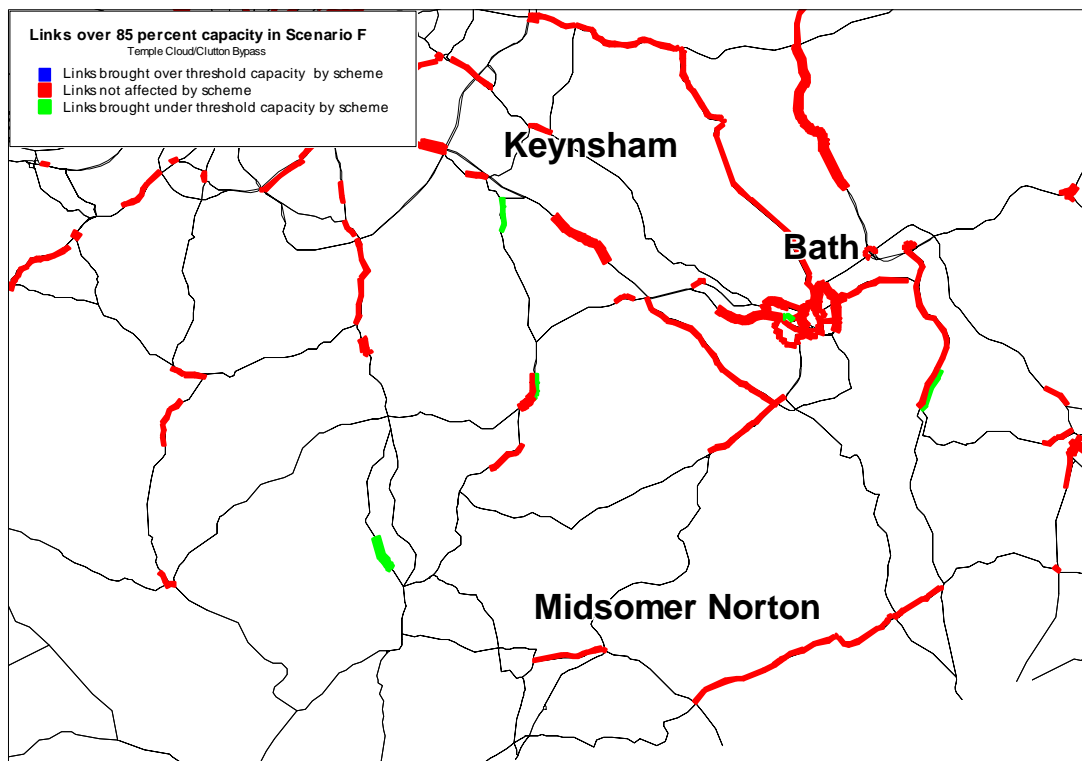 Links over 85 percent capacity in Scenario F
Temple Cloud/Clutton Bypass
Links brought over threshold capacity by scheme
Links not affected by scheme
Links brought under threshold capacity by scheme
Keynsham
Bath
Midsomer Norton